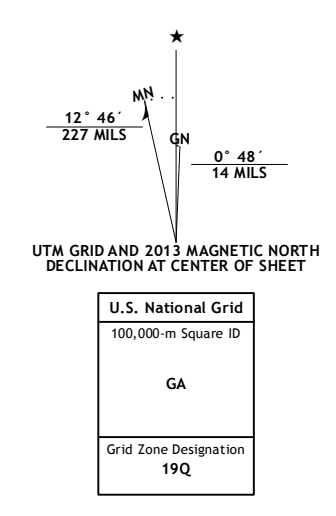 MN
GN
12° 46´
227 MILS
0° 48´
14 MILS
UTM GRID AND 2013 MAGNETIC NORTH
DECLINATION AT CENTER OF SHEET
U.S. National Grid
100,000-m Square ID
GA
Grid Zone Designation
19Q